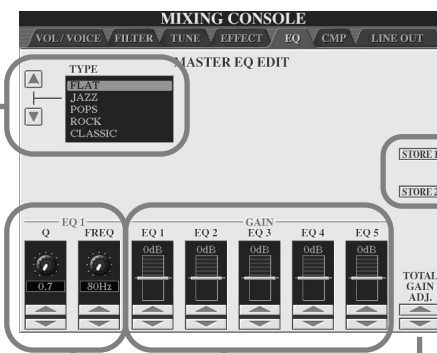 MIXING CONSOLE
VOL / VOICE FILTER TUNE EFFECT EQ CMP LINE OUT
MASTER EQ EDIT
TYPE
FLAT
JAZZ
POPS
ROCK
CLASSIC
STORE 1
STORE 2
EQ 1 GAIN
Q FREQ EQ 1 EQ 2 EQ 3 EQ 4 EQ 5
0dB 0dB 0dB 0dB 0dB
0.7 80Hz
TOTAL
GAIN
ADJ.